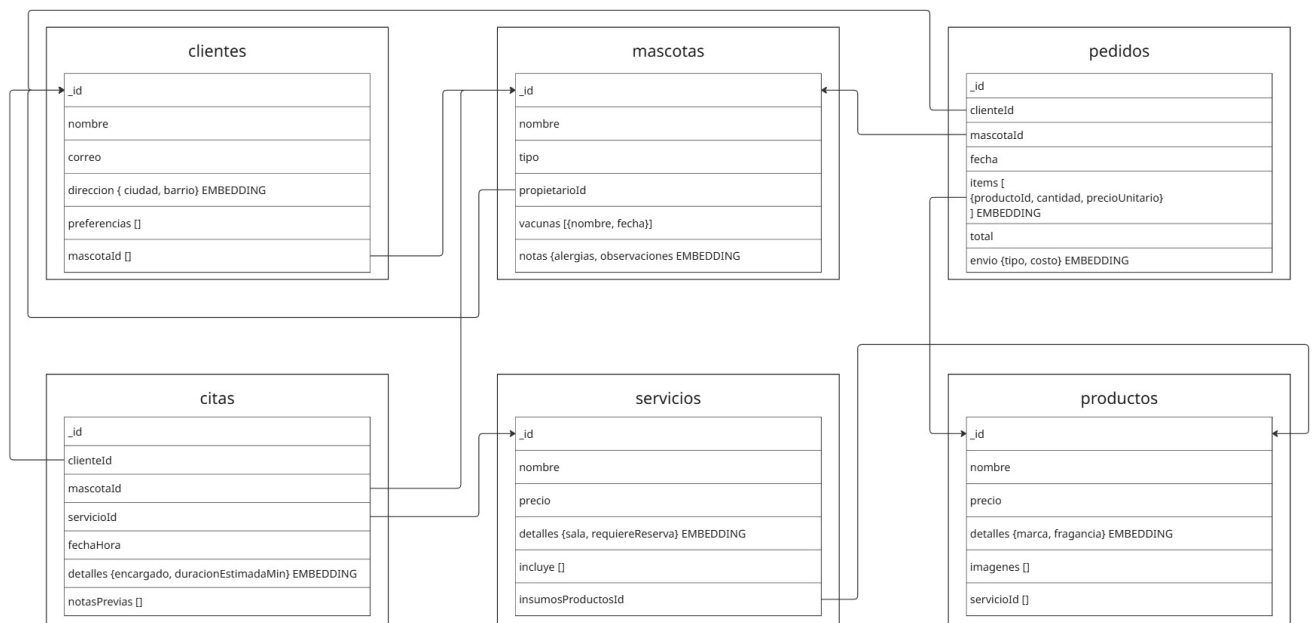 clientes
_id
nombre
correo
direccion { ciudad, barrio} EMBEDDING
preferencias []
mascotaId []
mascotas
_id
nombre
tipo
propietarioId
vacunas [{nombre, fecha}]
notas {alergias, observaciones EMBEDDING
pedidos
_id
clienteId
mascotaId
fecha
items [
{productoId, cantidad, precioUnitario}
] EMBEDDING
total
envio {tipo, costo} EMBEDDING
citas
_id
clienteId
mascotaId
servicioId
fechaHora
detalles {encargado, duracionEstimadaMin} EMBEDDING
notasPrevias []
servicios
_id
nombre
precio
detalles {sala, requiereReserva} EMBEDDING
incluye []
insumosProductosId
productos
_id
nombre
precio
detalles {marca, fragancia} EMBEDDING
imagenes []
servicioId []